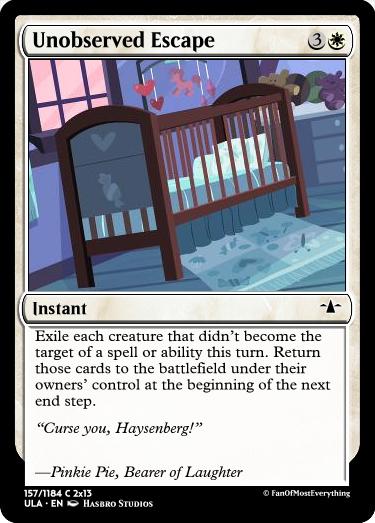 Unobserved Escape 3
Instant
Exile each creature that didn't become the
target of a spell or ability this turn. Return
those cards to the battlefield under their
owners' control at the beginning of the next
end step.
“Curse you, Haysenberg!”
—Pinkie Pie, Bearer of Laughter
157/1184 C 2x13
ULA • EN Hasbro Studios
© FanOfMostEverything